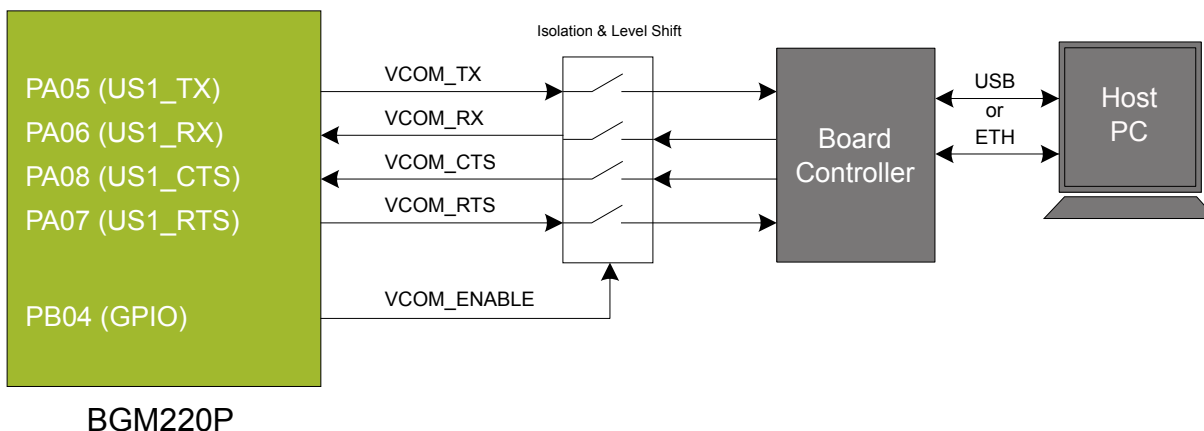 Isolation & Level Shift
PA05 (US1_TX)
VCOM_TX
PA06 (US1_RX)
VCOM_RX
PA08 (US1_CTS)
VCOM_CTS
PA07 (US1_RTS)
VCOM_RTS
PB04 (GPIO)
VCOM_ENABLE
Board
Controller
USB
or
ETH
Host
PC
BGM220P